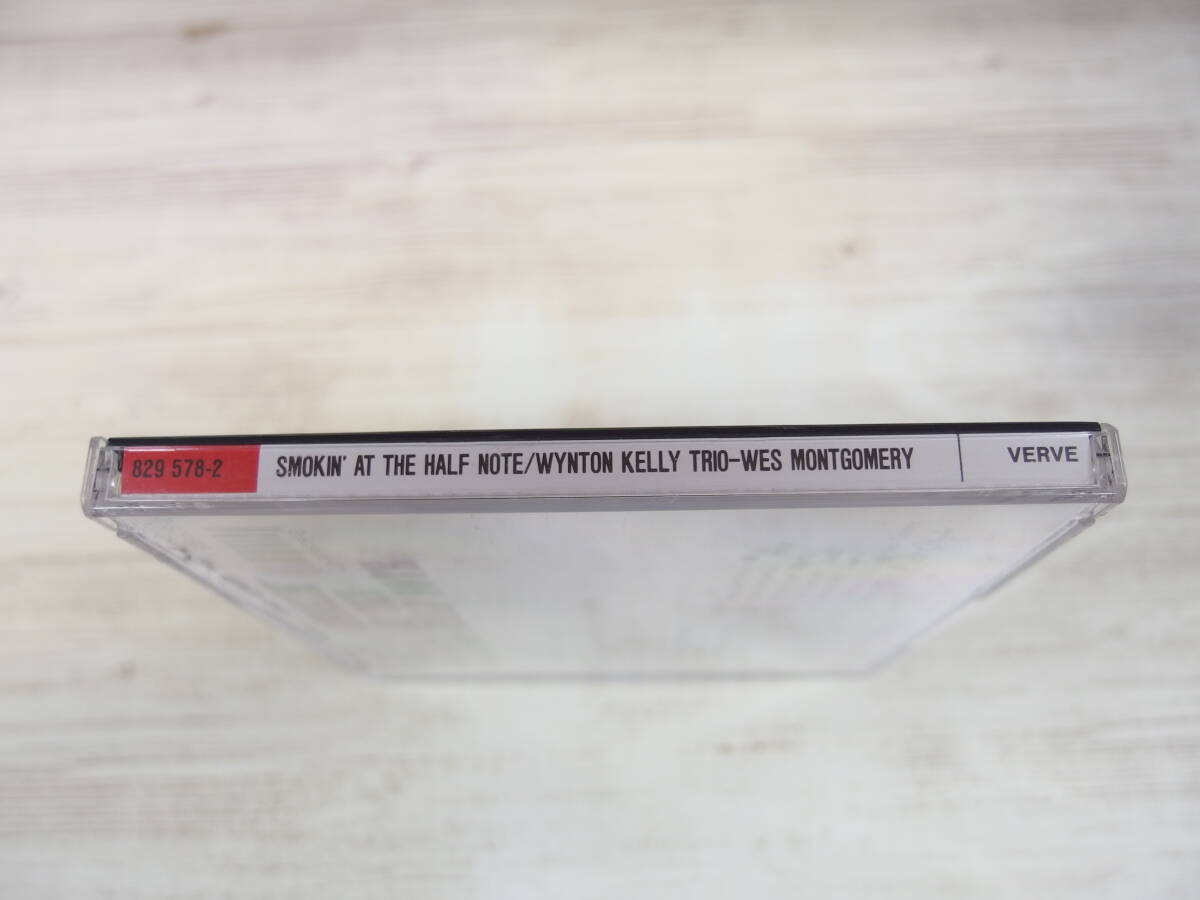 829 578-2 SMOKIN' AT THE HALF NOTE/WYNTON KELLY TRIO-WES MONTGOMERY VERVE